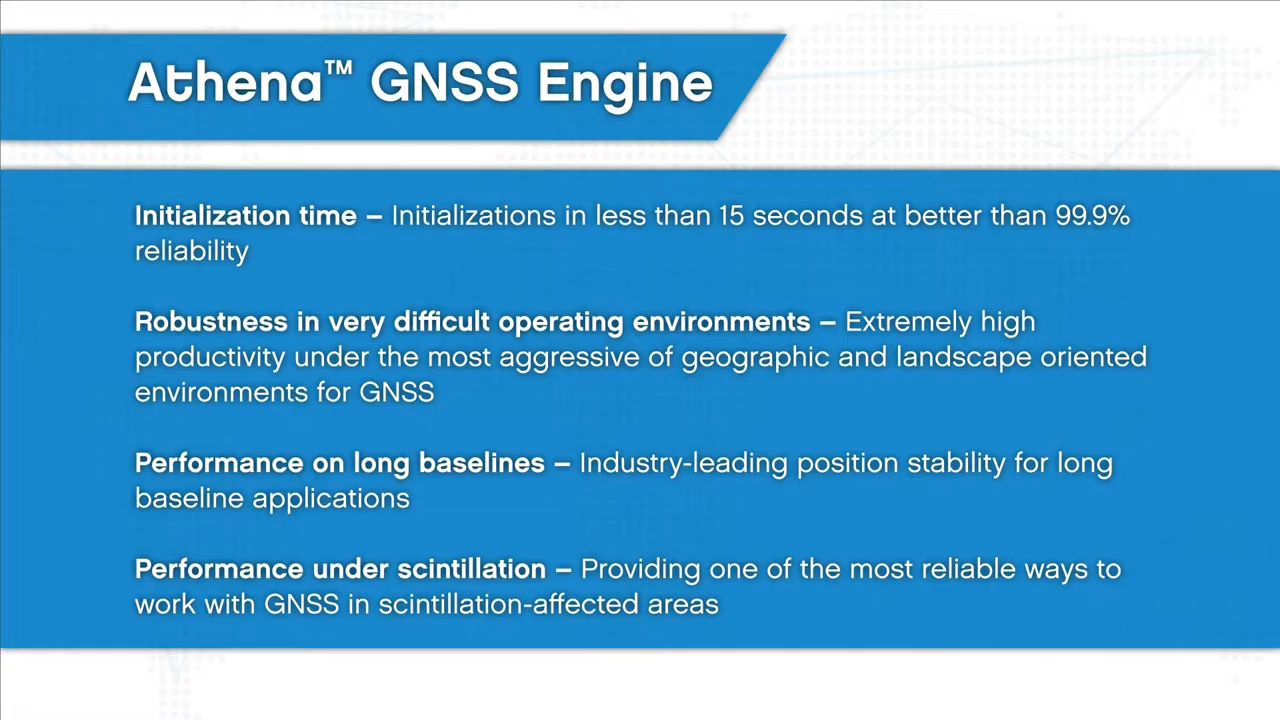 Athena™ GNSS Engine
Initialization time – Initializations in less than 15 seconds at better than 99.9%
reliability
Robustness in very difficult operating environments – Extremely high
productivity under the most aggressive of geographic and landscape oriented
environments for GNSS
Performance on long baselines – Industry-leading position stability for long
baseline applications
Performance under scintillation – Providing one of the most reliable ways to
work with GNSS in scintillation-affected areas